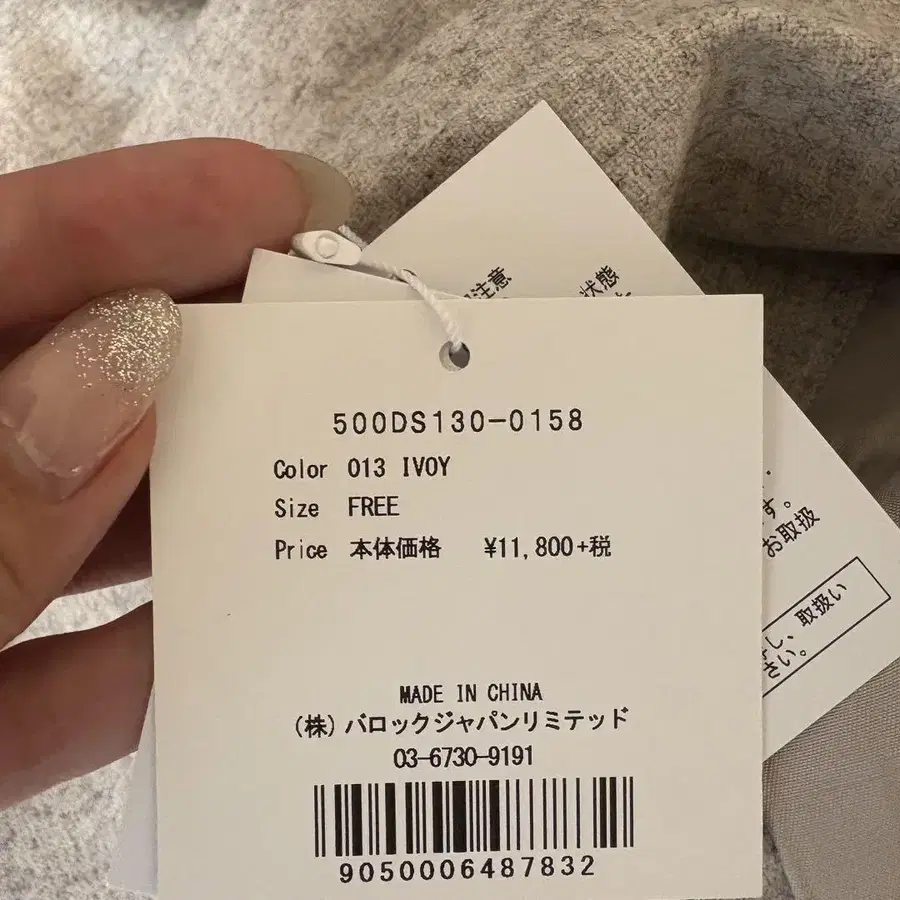 注意
状態
500DS130-0158
Color 013 IVOY
Size FREE
Price 本体価格 ¥11,800+税
す。
お取扱
し、取扱い
さい。
MADE IN CHINA
(株)バロックジャパンリミテッド
03-6730-9191
9050006487832